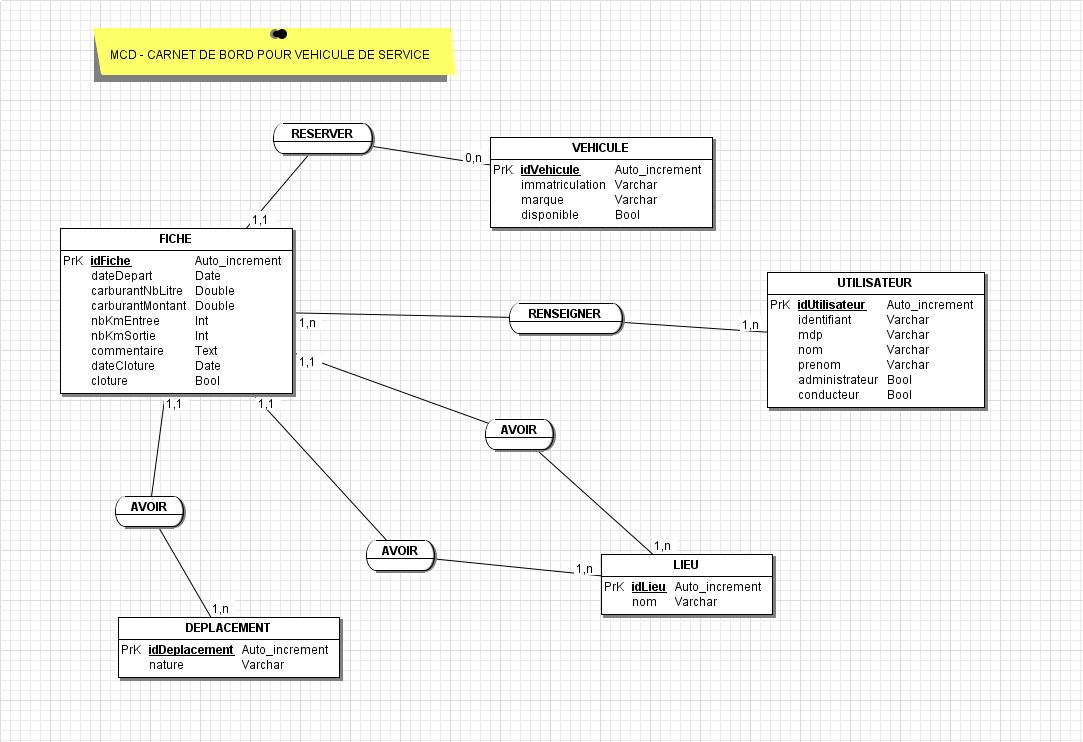 MCD - CARNET DE BORD POUR VEHICULE DE SERVICE
RESERVER
0,n
1,1
VEHICULE
PrK idVehicule Auto_increment
immatriculation Varchar
marque Varchar
disponible Bool
FICHE
PrK idFiche Auto_increment
dateDepart Date
carburantNbLitre Double
carburantMontant Double
nbKmEntree Int
nbKmSortie Int
commentaire Text
dateCloture Date
cloture Bool
1,n
RENSEIGNER
1,n
UTILISATEUR
PrK idUtilisateur Auto_increment
identifiant Varchar
mdp Varchar
nom Varchar
prenom Varchar
administrateur Bool
conducteur Bool
1,1
1,1
1,1
AVOIR
AVOIR
AVOIR
1,n
1,n
LIEU
PrK idLieu Auto_increment
nom Varchar
1,n
DEPLACEMENT
PrK idDeplacement Auto_increment
nature Varchar